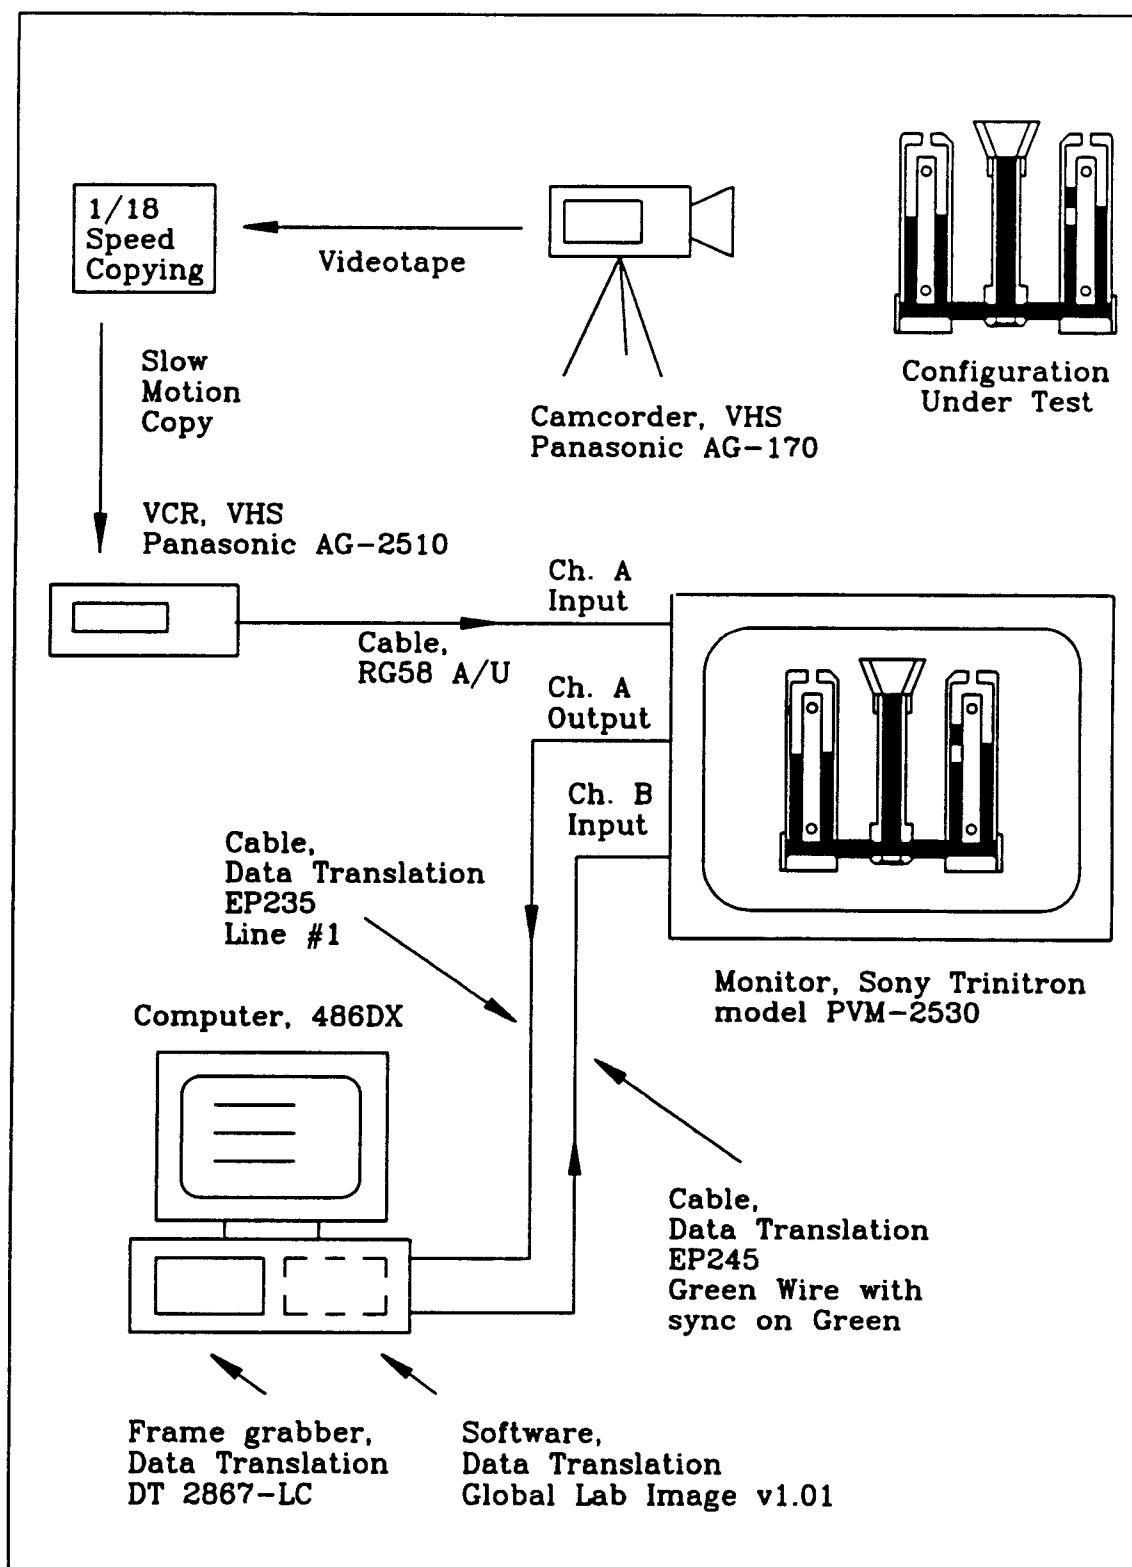 1/18
Speed
Copying
Videotape
Configuration
Under Test
Slow
Motion
Copy
Camcorder, VHS
Panasonic AG-170
VCR, VHS
Panasonic AG-2510
Ch. A
Input
Cable,
RG58 A/U
Ch. A
Output
Ch. B
Input
Cable,
Data Translation
EP235
Line #1
Monitor, Sony Trinitron
model PVM-2530
Computer, 486DX
Cable,
Data Translation
EP245
Green Wire with
sync on Green
Frame grabber,
Data Translation
DT 2867-LC
Software,
Data Translation
Global Lab Image v1.01